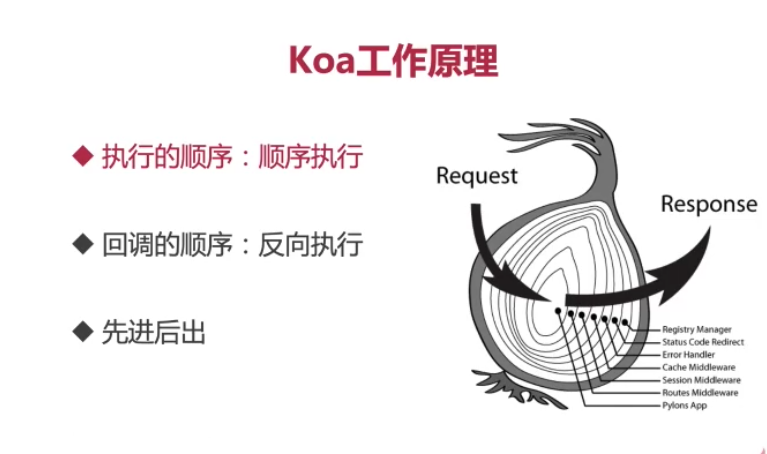 Koa工作原理
◆ 执行的顺序：顺序执行
◆ 回调的顺序：反向执行
◆ 先进后出
Request
Response
Registry Manager
Status Code Redirect
Error Handler
Cache Middleware
Session Middleware
Routes Middleware
Pylons App